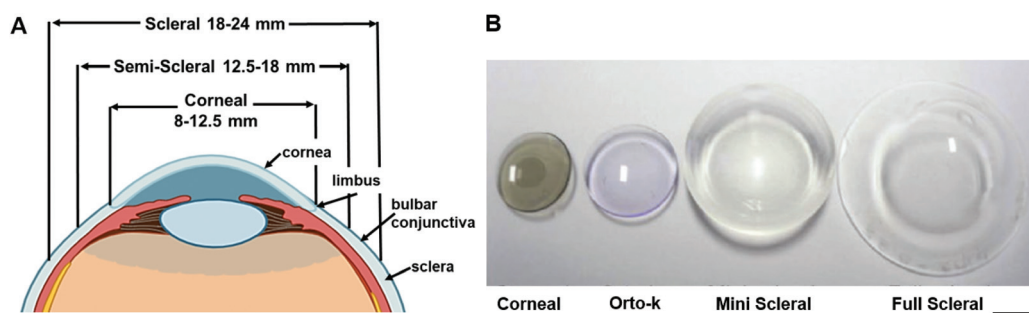 A
Scleral 18-24 mm
Semi-Scleral 12.5-18 mm
Corneal
8-12.5 mm
cornea
limbus
bulbar
conjunctiva
sclera
B
Corneal Orto-k Mini Scleral Full Scleral